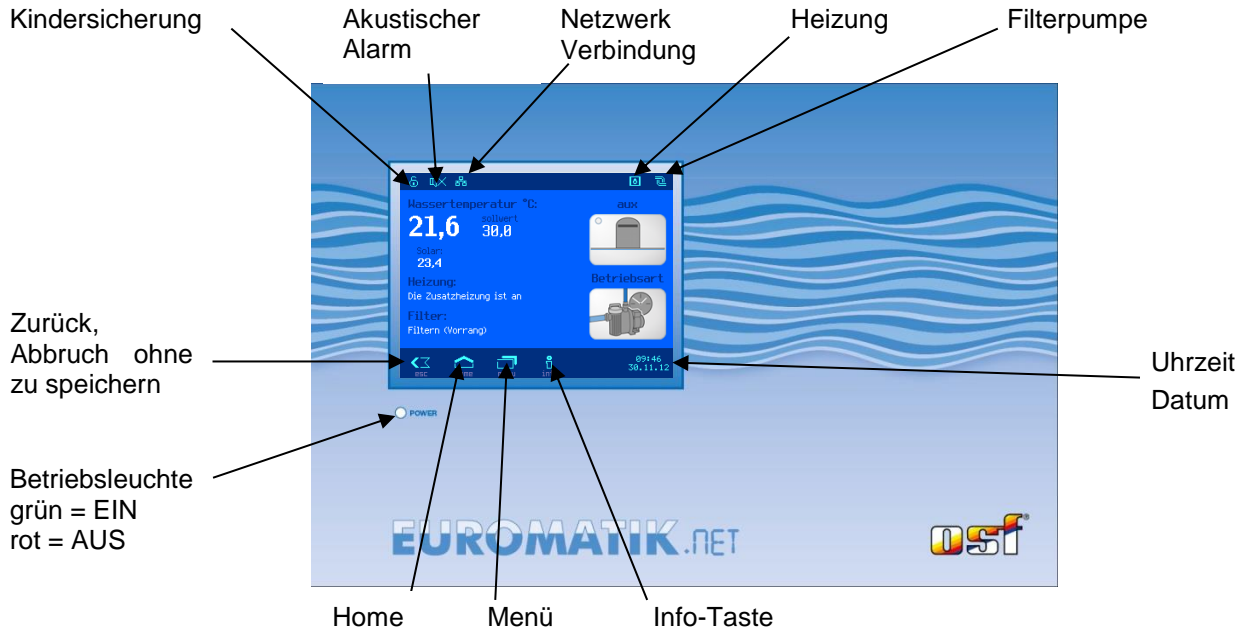 Kindersicherung
Akustischer
Alarm
Netzwerk
Verbindung
Heizung
Filterpumpe
Wassertemperatur °C:
aux
21,6
sollwert
30,0
Solar:
23,4
Heizung:
Betriebsart
Die Zusatzheizung ist an
Filter:
Filtern (Vorrang)
09:46
30.11.12
esc
Zurück,
Abbruch ohne
zu speichern
Uhrzeit
Datum
POWER
Betriebsleuchte
grün = EIN
rot = AUS
EUROMATIK.NET
osf®
Home
Menü
Info-Taste